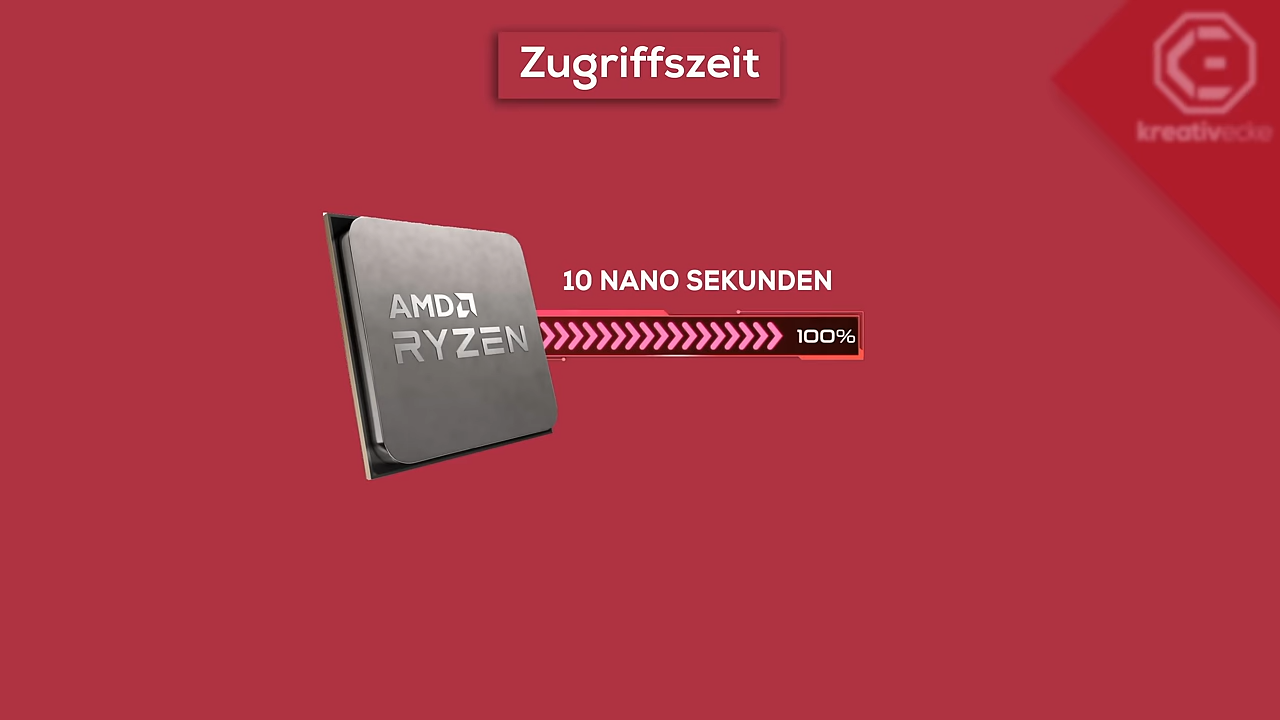 Zugriffszeit
kreativecke
10 NANO SEKUNDEN
AMD
RYZEN
100%